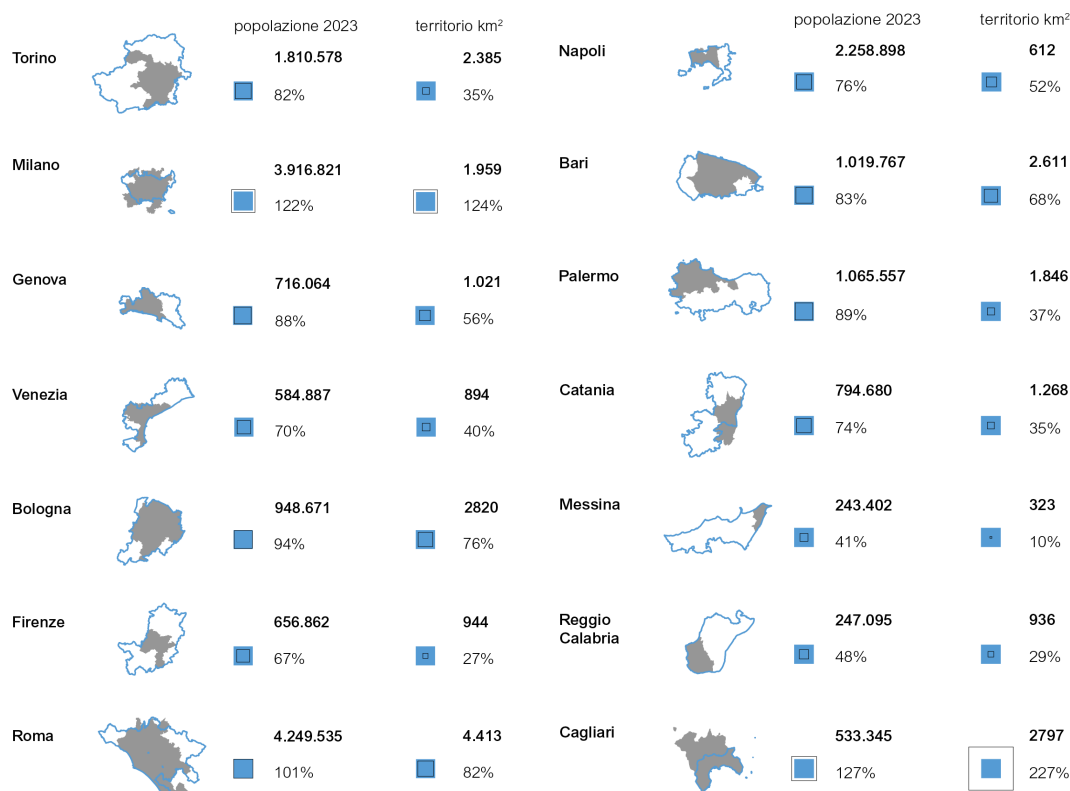 popolazione 2023 territorio km²
Torino 1.810.578 2.385
82% 35%
Milano 3.916.821 1.959
122% 124%
Genova 716.064 1.021
88% 56%
Venezia 584.887 894
70% 40%
Bologna 948.671 2820
94% 76%
Firenze 656.862 944
67% 27%
Roma 4.249.535 4.413
101% 82%
popolazione 2023 territorio km²
Napoli 2.258.898 612
76% 52%
Bari 1.019.767 2.611
83% 68%
Palermo 1.065.557 1.846
89% 37%
Catania 794.680 1.268
74% 35%
Messina 243.402 323
41% 10%
Reggio 247.095 936
Calabria
48% 29%
Cagliari 533.345 2797
127% 227%